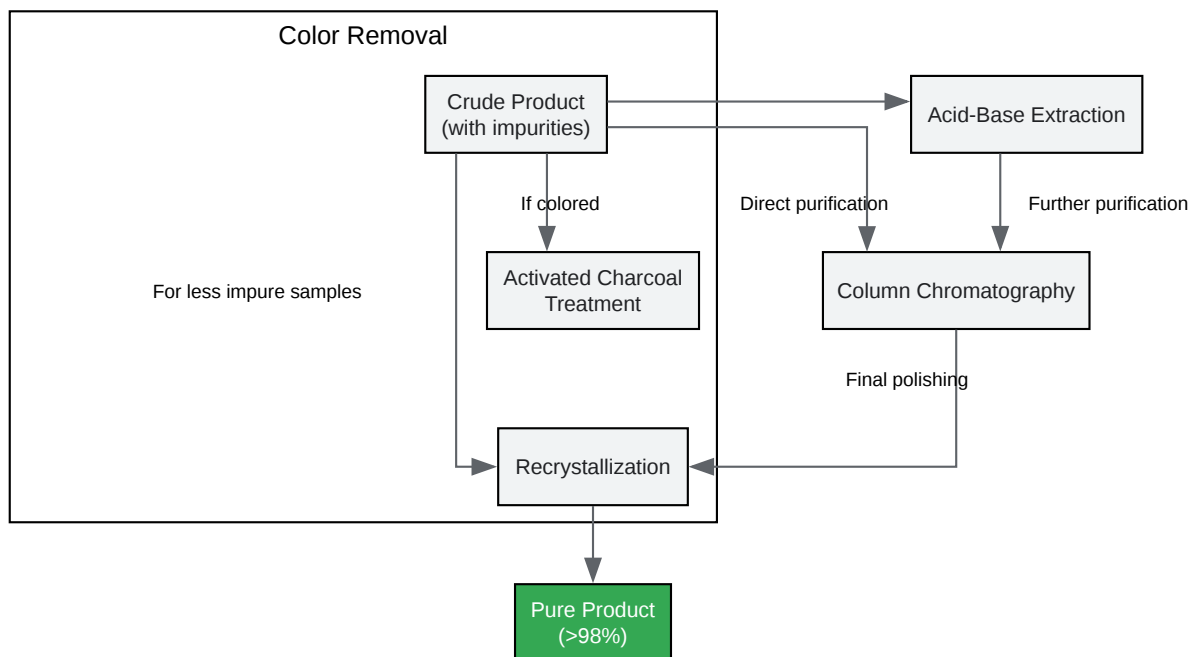 Color Removal
Crude Product
(with impurities)
Acid-Base Extraction
If colored
Direct purification
Further purification
Activated Charcoal
Treatment
Column Chromatography
For less impure samples
Final polishing
Recrystallization
Pure Product
(>98%)